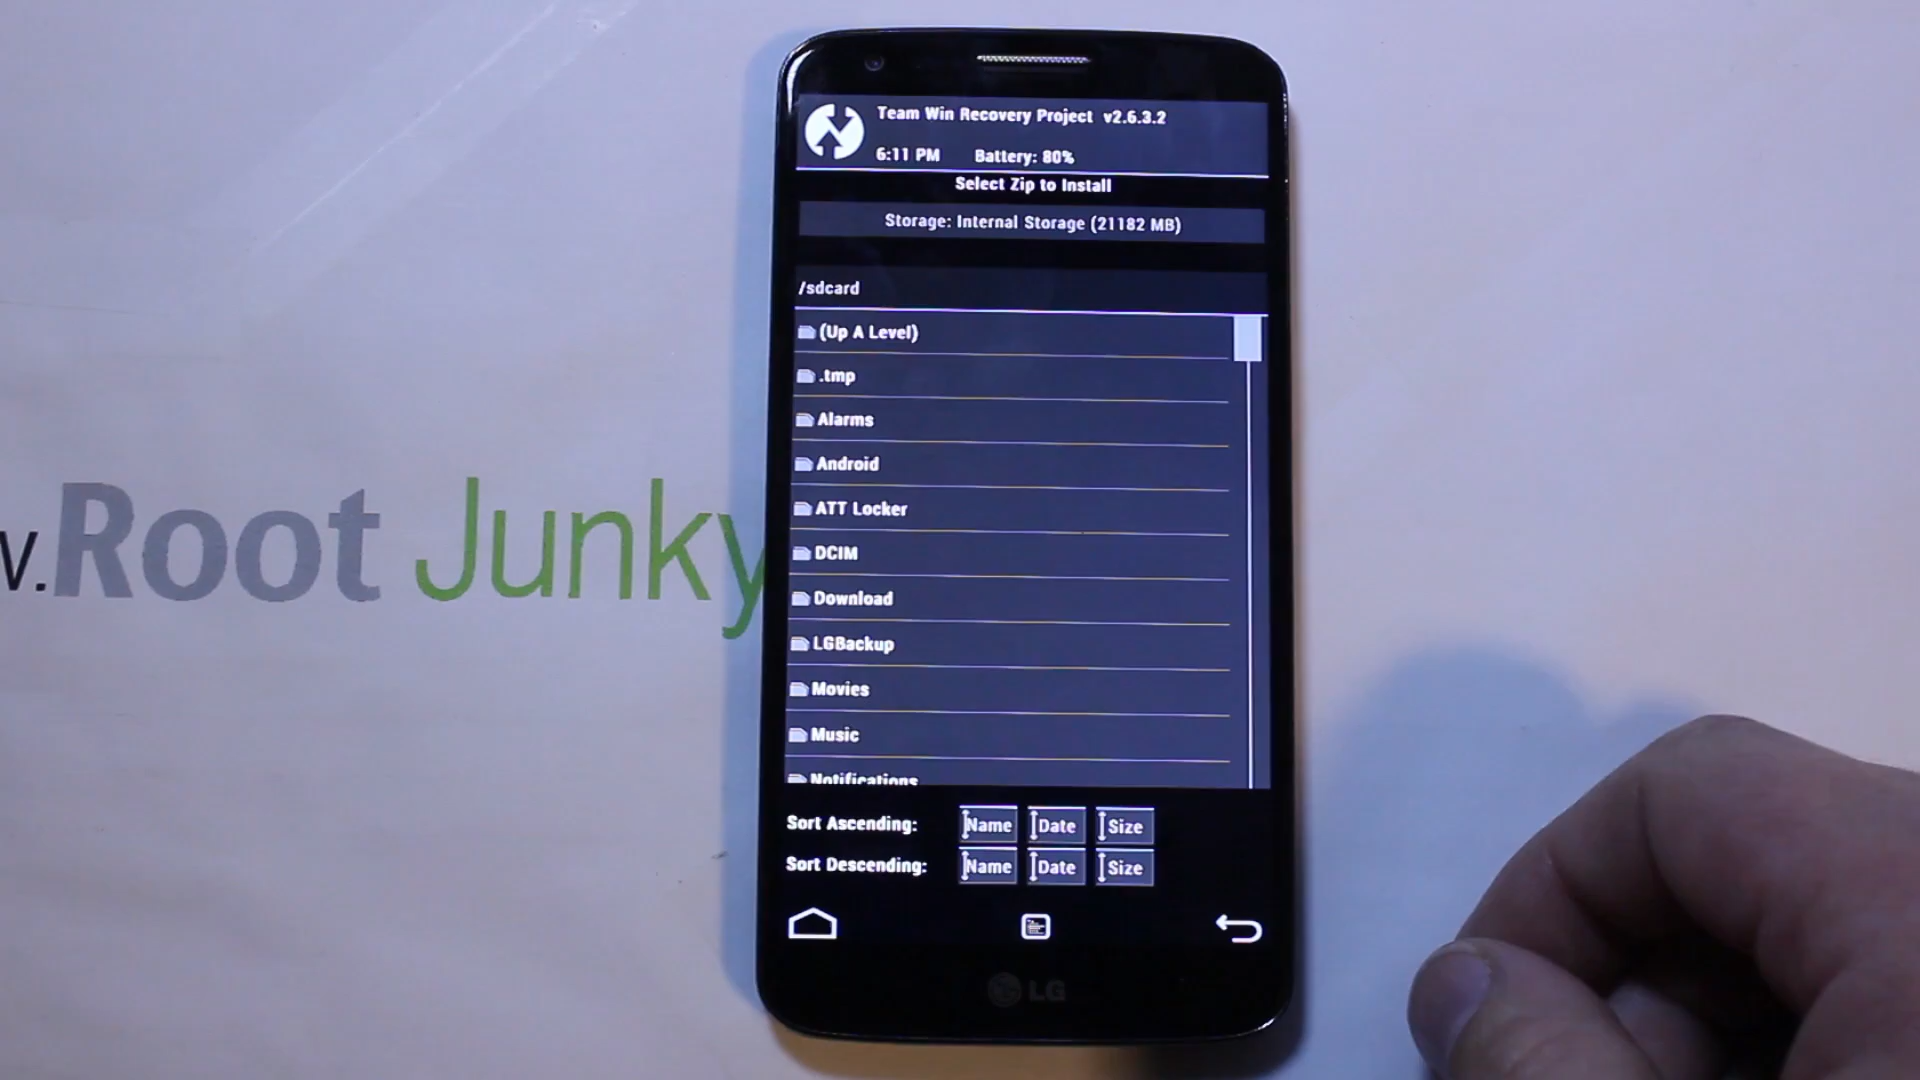 Team Win Recovery Project v2.6.3.2
6:11 PM Battery: 80%
Select Zip to Install
Storage: Internal Storage (21182 MB)
/sdcard
(Up A Level)
.tmp
Alarms
Android
ATT Locker
DCIM
Download
LGBackup
Movies
Music
Notifications
Sort Ascending: Name Date Size
Sort Descending: Name Date Size
LG
w.Root Junky